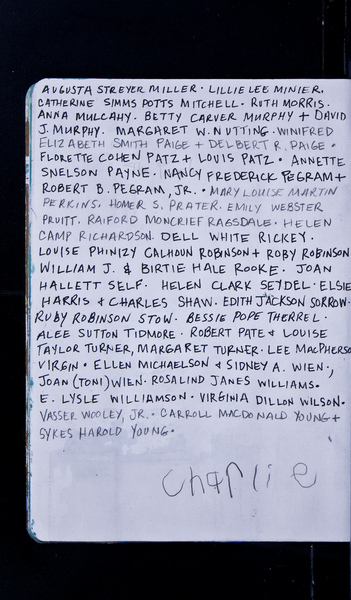 AUGUSTA STREYER MILLER · LILLIE LEE MINIER.
CATHERINE SIMMS POTTS MITCHELL · RUTH MORRIS.
ANNA MULCAHY. BETTY CARVER MURPHY + DAVID
J. MURPHY. MARGARET W. NUTTING · WINIFRED
ELIZABETH SMITH PAIGE + DELBERT R. PAIGE ·
FLORETTE COHEN PATZ + LOUIS PATZ · ANNETTE
SNELSON PAYNE · NANCY FREDERICK PEGRAM +
ROBERT B. PEGRAM, JR. · MARY LOUISE MARTIN
PERKINS. HOMER S. PRATER. EMILY WEBSTER
PRUITT. RAIFORD MONCRIEF RAGSDALE · HELEN
CAMP RICHARDSON. DELL WHITE RICKEY.
LOUISE PHINIZY CALHOUN ROBINSON + ROBY ROBINSON
WILLIAM J. & BIRTIE HALE ROOKE. JOAN
HALLETT SELF. HELEN CLARK SEYDEL · ELSIE
HARRIS & CHARLES SHAW. EDITH JACKSON SORROW·
RUBY ROBINSON STOW. BESSIE POPE THERREL.
ALEE SUTTON TIDMORE · ROBERT PATE & LOUISE
TAYLOR TURNER, MARGARET TURNER · LEE MACPHERSO
VIRGIN · ELLEN MICHAELSON & SIDNEY A. WIEN.,
JOAN (TONI) WIEN · ROSALIND JANES WILLIAMS.
E. LYSLE WILLIAMSON · VIRGINIA DILLON WILSON.
VASSER WOOLEY, JR. · CARROLL MACDONALD YOUNG +
SYKES HAROLD YOUNG.
charlie